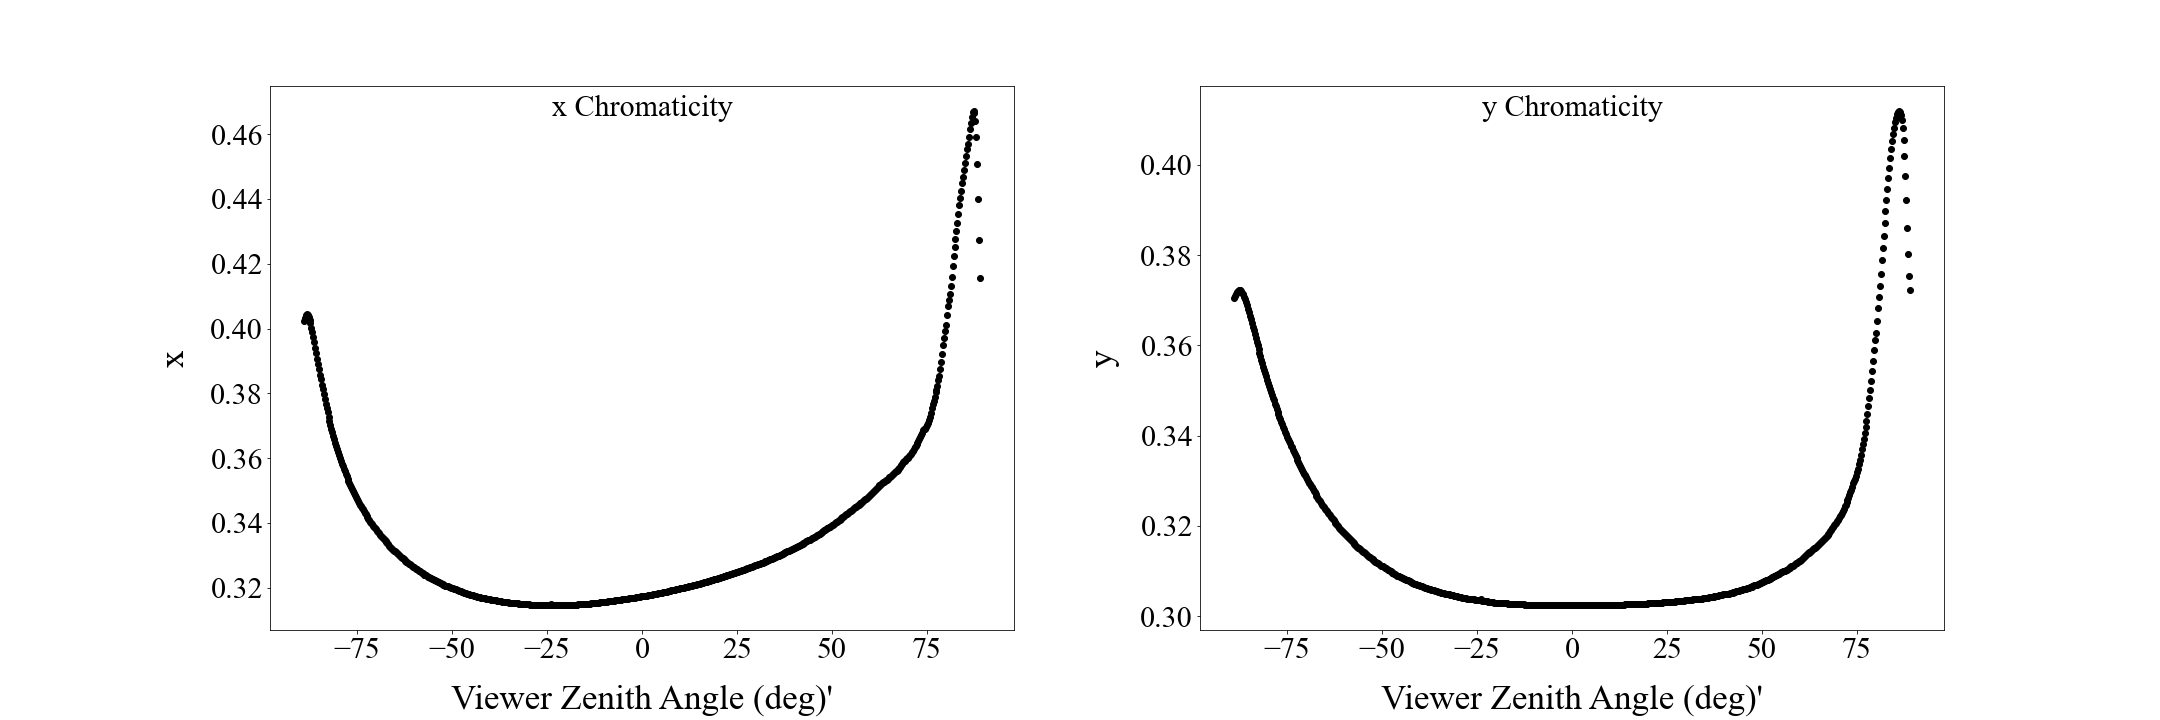 x Chromaticity
0.46
0.44
0.42
0.40
0.38
0.36
0.34
0.32
x
−75 −50 −25 0 25 50 75
Viewer Zenith Angle (deg)'
y Chromaticity
0.40
0.38
0.36
0.34
0.32
0.30
y
−75 −50 −25 0 25 50 75
Viewer Zenith Angle (deg)'